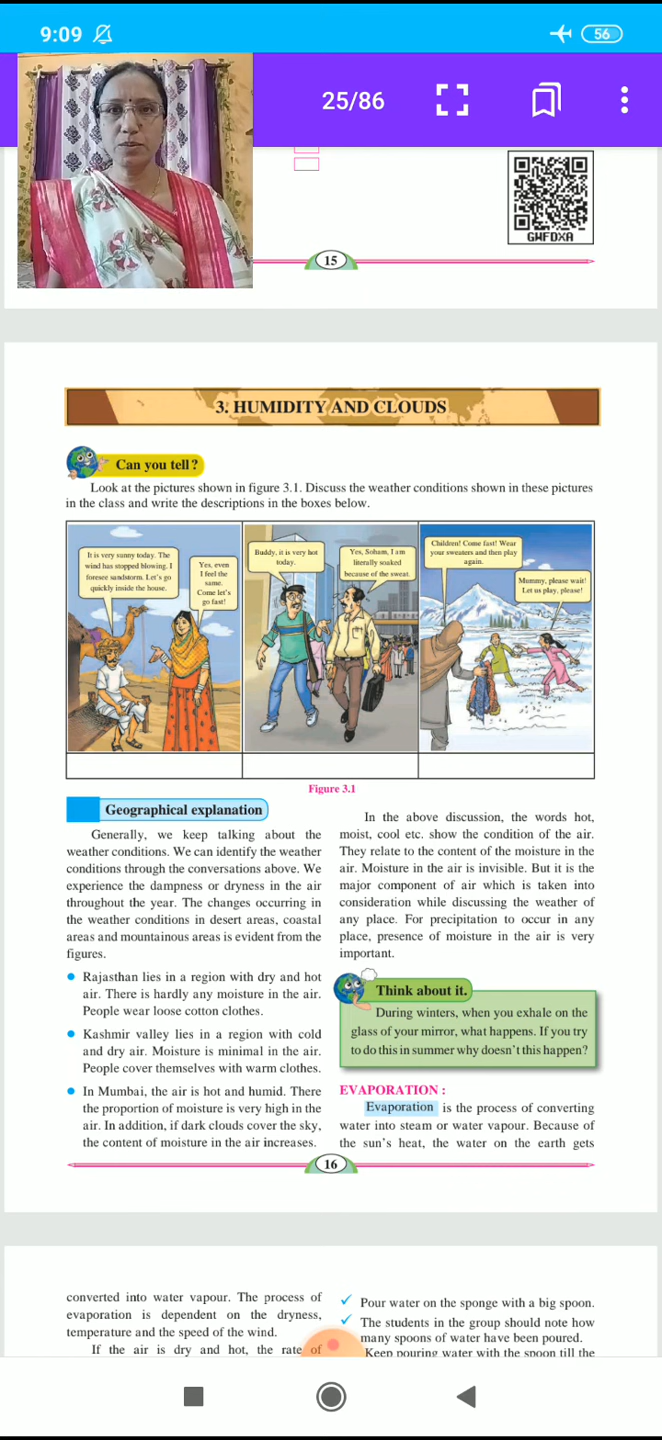 9:09
56
25/86
GWFDXA
15
3. HUMIDITY AND CLOUDS
Can you tell?
Look at the pictures shown in figure 3.1. Discuss the weather conditions shown in these pictures
in the class and write the descriptions in the boxes below.
It is very sunny today. The
wind has stopped blowing. I
foresee sandstorm. Let's go
quickly inside the house.
Yes, even
I feel the
same.
Come let's
go fast!
Buddy, it is very hot
today.
Yes, Soham, I am
literally soaked
because of the sweat.
Children! Come fast! Wear
your sweaters and then play
again.
Mummy, please wait!
Let us play, please!
Figure 3.1
Geographical explanation
Generally, we keep talking about the
weather conditions. We can identify the weather
conditions through the conversations above. We
experience the dampness or dryness in the air
throughout the year. The changes occurring in
the weather conditions in desert areas, coastal
areas and mountainous areas is evident from the
figures.
Rajasthan lies in a region with dry and hot
air. There is hardly any moisture in the air.
People wear loose cotton clothes.
Kashmir valley lies in a region with cold
and dry air. Moisture is minimal in the air.
People cover themselves with warm clothes.
In Mumbai, the air is hot and humid. There
the proportion of moisture is very high in the
air. In addition, if dark clouds cover the sky,
the content of moisture in the air increases.
In the above discussion, the words hot,
moist, cool etc. show the condition of the air.
They relate to the content of the moisture in the
air. Moisture in the air is invisible. But it is the
major component of air which is taken into
consideration while discussing the weather of
any place. For precipitation to occur in any
place, presence of moisture in the air is very
important.
Think about it.
During winters, when you exhale on the
glass of your mirror, what happens. If you try
to do this in summer why doesn't this happen?
EVAPORATION :
Evaporation is the process of converting
water into steam or water vapour. Because of
the sun's heat, the water on the earth gets
16
converted into water vapour. The process of
evaporation is dependent on the dryness,
temperature and the speed of the wind.
If the air is dry and hot, the rate of
Pour water on the sponge with a big spoon.
The students in the group should note how
many spoons of water have been poured.
Keep pouring water with the spoon till the